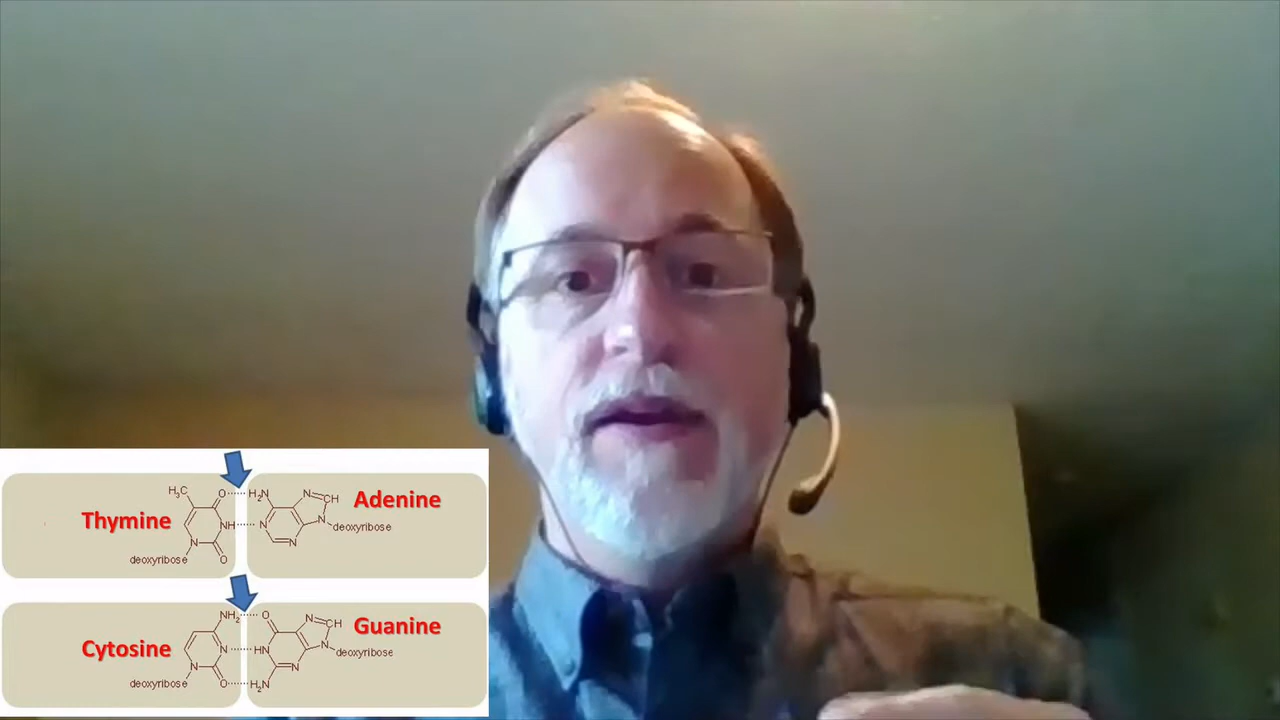 H₃C
O
H₂N
N
CH
Adenine
Thymine
NH
N
N
deoxyribose
N
O
N
deoxyribose
NH₂
O
N
CH
Guanine
Cytosine
N
HN
N
deoxyribose
N
O
N
deoxyribose
H₂N